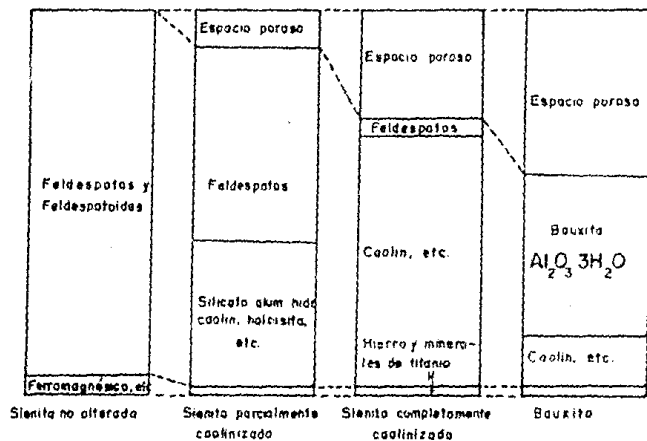 Feldespatos y
Feldespatoides
Ferromagnésico, etc
Sienita no alterada
Espacio poroso
Feldespatos
Silicato alum hido
caolin, haloisita,
etc.
Sienita parcialmente
caolinizada
Espacio poroso
Feldespatos
Caolin, etc.
Hierro y minera-
les de titanio
Sienita completamente
caolinizada
Espacio poroso
Bauxita
Al2O3 3H2O
Caolin, etc.
Bauxita